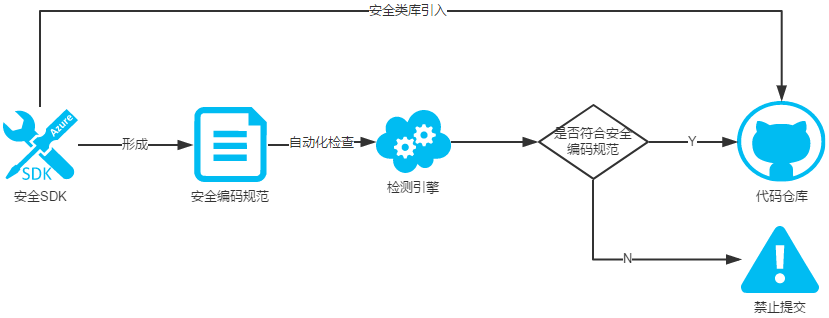 安全类库引入
Azure
SDK
安全SDK
形成
安全编码规范
自动化检查
检测引擎
是否符合安全
编码规范
Y
代码仓库
N
禁止提交